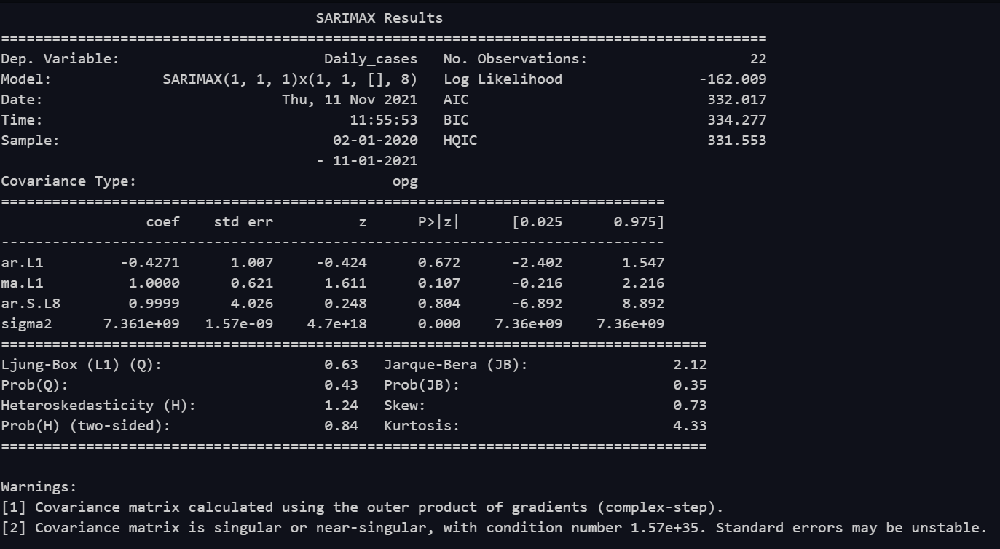 SARIMAX Results
==========================================================================================
Dep. Variable:                        Daily_cases   No. Observations:                   22
Model:             SARIMAX(1, 1, 1)x(1, 1, [], 8)   Log Likelihood                -162.009
Date:                            Thu, 11 Nov 2021   AIC                            332.017
Time:                                    11:55:53   BIC                            334.277
Sample:                                02-01-2020   HQIC                           331.553
                                     - 11-01-2021
Covariance Type:                              opg
==============================================================================
                 coef    std err          z      P>|z|      [0.025      0.975]
------------------------------------------------------------------------------
ar.L1         -0.4271      1.007     -0.424      0.672      -2.402       1.547
ma.L1          1.0000      0.621      1.611      0.107      -0.216       2.216
ar.S.L8        0.9999      4.026      0.248      0.804      -6.892       8.892
sigma2      7.361e+09   1.57e-09    4.7e+18      0.000    7.36e+09    7.36e+09
===================================================================================
Ljung-Box (L1) (Q):                   0.63   Jarque-Bera (JB):                 2.12
Prob(Q):                              0.43   Prob(JB):                         0.35
Heteroskedasticity (H):               1.24   Skew:                             0.73
Prob(H) (two-sided):                  0.84   Kurtosis:                         4.33
===================================================================================
Warnings:
[1] Covariance matrix calculated using the outer product of gradients (complex-step).
[2] Covariance matrix is singular or near-singular, with condition number 1.57e+35. Standard errors may be unstable.